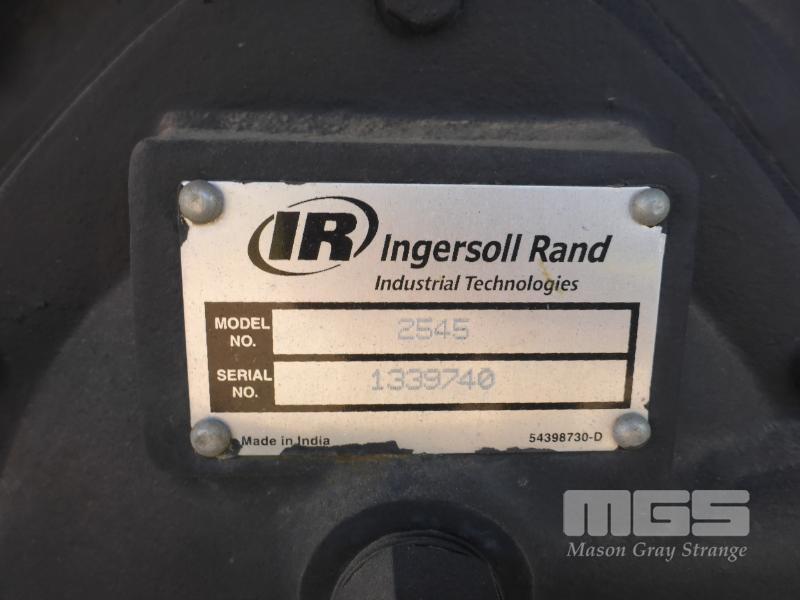 IR Ingersoll Rand
Industrial Technologies
MODEL NO. 2545
SERIAL NO. 1339740
Made in India 54398730-D
MGS
Mason Gray Strange